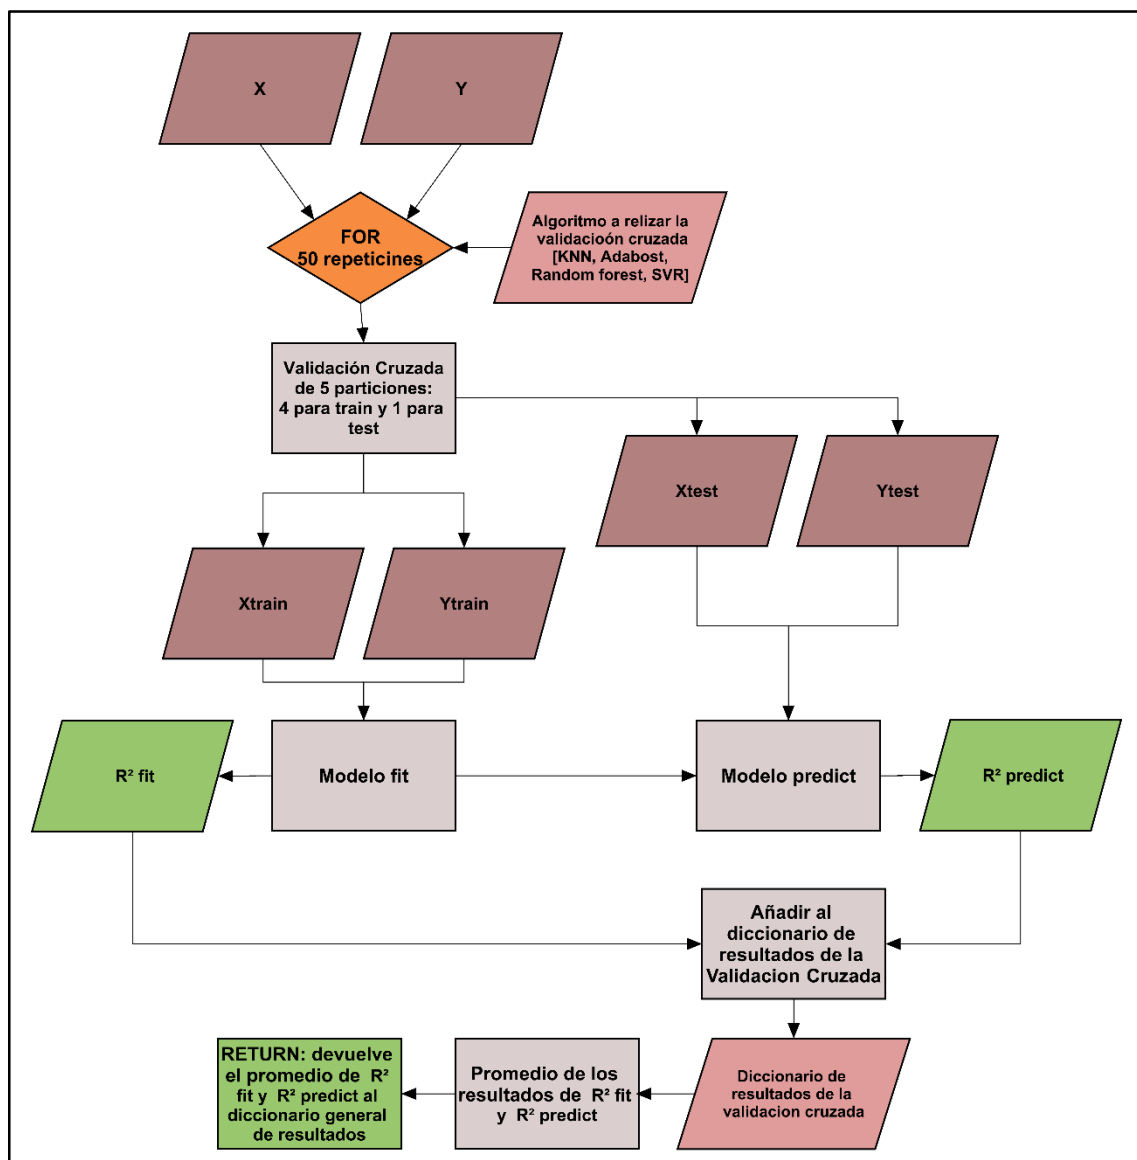 X
Y
FOR
50 repeticines
Algoritmo a relizar la
validacioón cruzada
[KNN, Adabost,
Random forest, SVR]
Validación Cruzada
de 5 particiones:
4 para train y 1 para
test
Xtest
Ytest
Xtrain
Ytrain
R² fit
Modelo fit
Modelo predict
R² predict
Añadir al
diccionario de
resultados de la
Validacion Cruzada
RETURN: devuelve
el promedio de R²
fit y R² predict al
diccionario general
de resultados
Promedio de los
resultados de R² fit
y R² predict
Diccionario de
resultados de la
validacion cruzada